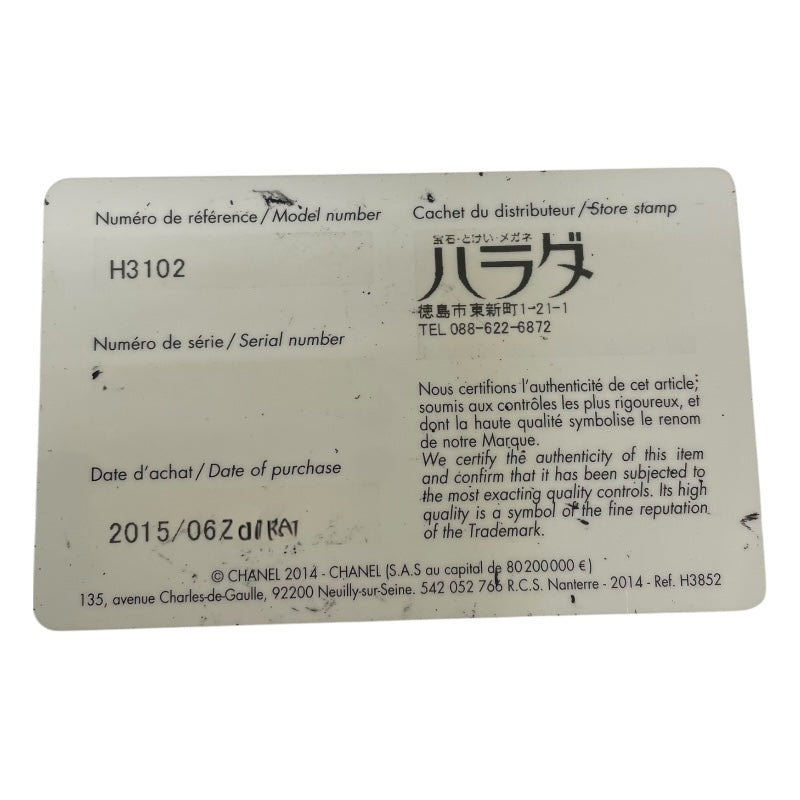 Numéro de référence / Model number
H3102
Numéro de série / Serial number
Date d'achat / Date of purchase
2015/06
Cachet du distributeur / Store stamp
宝石・とけい・メガネ
ハラダ
徳島市東新町1-21-1
TEL 088-622-6872
Nous certifions l'authenticité de cet article,
soumis aux contrôles les plus rigoureux, et
dont la haute qualité symbolise le renom
de notre Marque.
We certify the authenticity of this item
and confirm that it has been subjected to
the most exacting quality controls. Its high
quality is a symbol of the fine reputation
of the Trademark.
© CHANEL 2014 - CHANEL (S.A.S au capital de 80200000 €)
135, avenue Charles-de-Gaulle, 92200 Neuilly-sur-Seine. 542 052 766 R.C.S. Nanterre - 2014 - Ref. H3852